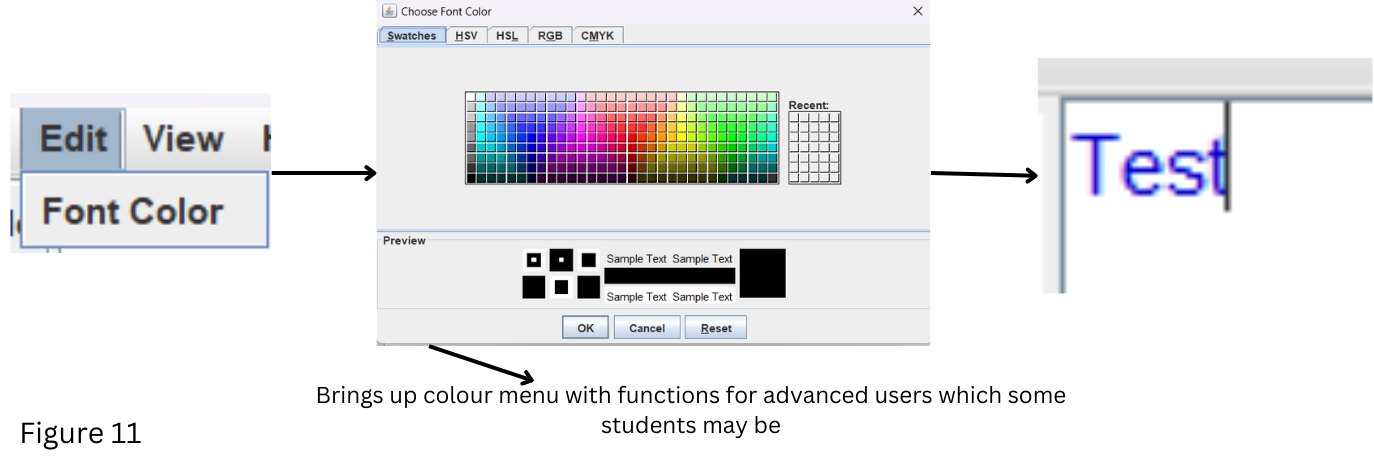 Edit View
Font Color
Choose Font Color
Swatches HSV HSL RGB CMYK
Recent:
Preview
Sample Text Sample Text
Sample Text Sample Text
OK Cancel Reset
Test
Brings up colour menu with functions for advanced users which some
students may be
Figure 11